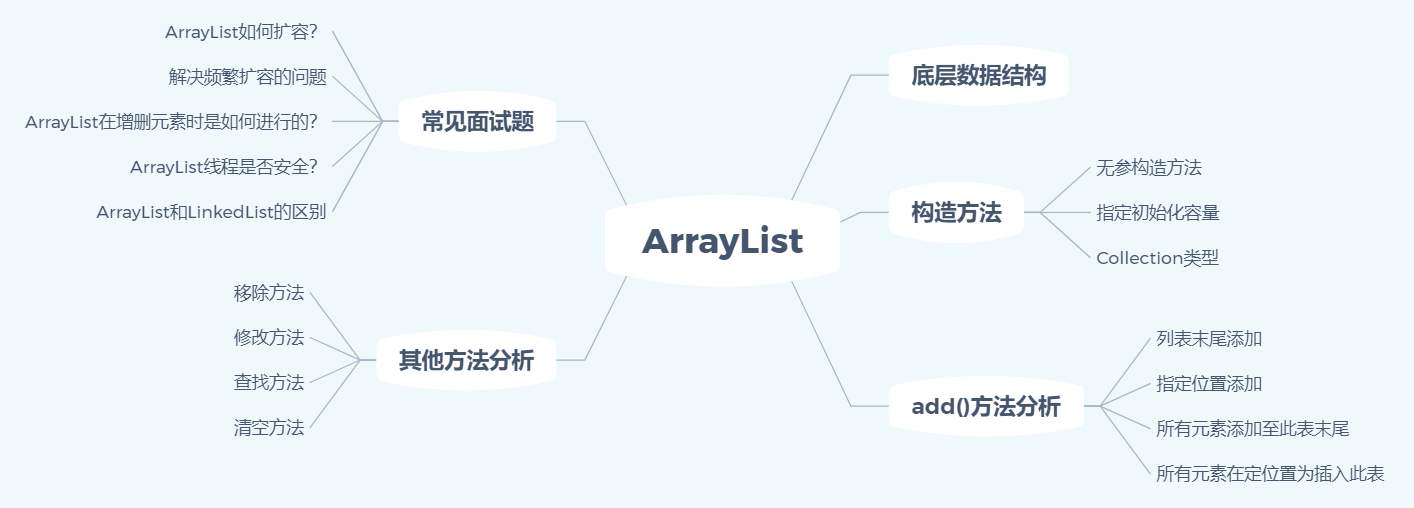 ArrayList
底层数据结构
构造方法
无参构造方法
指定初始化容量
Collection类型
add()方法分析
列表末尾添加
指定位置添加
所有元素添加至此表末尾
所有元素在定位置为插入此表
常见面试题
ArrayList如何扩容？
解决频繁扩容的问题
ArrayList在增删元素时是如何进行的？
ArrayList线程是否安全？
ArrayList和LinkedList的区别
其他方法分析
移除方法
修改方法
查找方法
清空方法